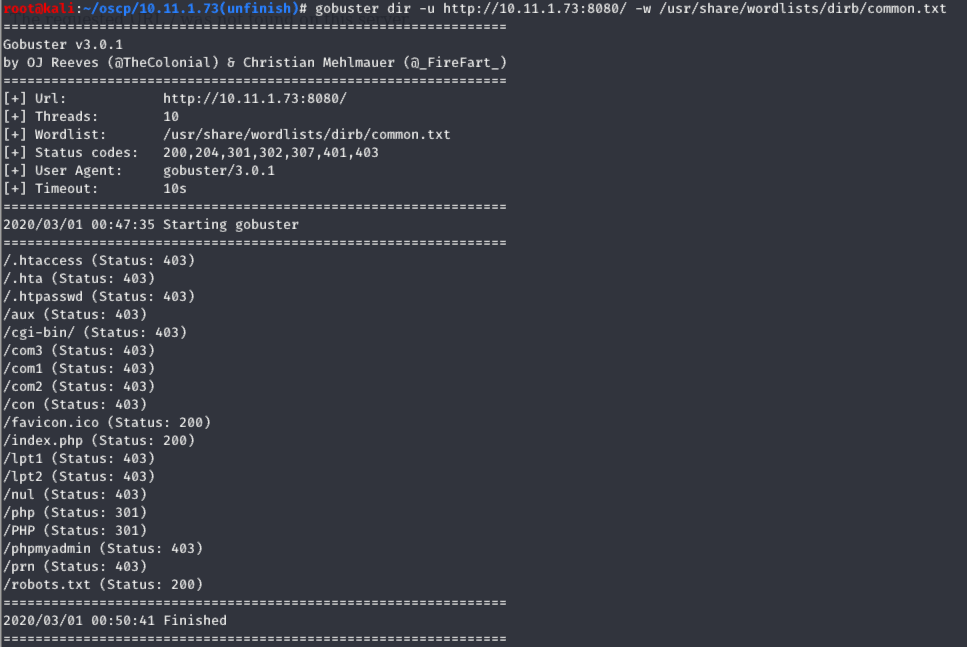 root@kali:~/oscp/10.11.1.73(unfinish)# gobuster dir -u http://10.11.1.73:8080/ -w /usr/share/wordlists/dirb/common.txt
===============================================================
Gobuster v3.0.1
by OJ Reeves (@TheColonial) & Christian Mehlmauer (@_FireFart_)
===============================================================
[+] Url:            http://10.11.1.73:8080/
[+] Threads:        10
[+] Wordlist:       /usr/share/wordlists/dirb/common.txt
[+] Status codes:   200,204,301,302,307,401,403
[+] User Agent:     gobuster/3.0.1
[+] Timeout:        10s
===============================================================
2020/03/01 00:47:35 Starting gobuster
===============================================================
/.htaccess (Status: 403)
/.hta (Status: 403)
/.htpasswd (Status: 403)
/aux (Status: 403)
/cgi-bin/ (Status: 403)
/com3 (Status: 403)
/com1 (Status: 403)
/com2 (Status: 403)
/con (Status: 403)
/favicon.ico (Status: 200)
/index.php (Status: 200)
/lpt1 (Status: 403)
/lpt2 (Status: 403)
/nul (Status: 403)
/php (Status: 301)
/PHP (Status: 301)
/phpmyadmin (Status: 403)
/prn (Status: 403)
/robots.txt (Status: 200)
===============================================================
2020/03/01 00:50:41 Finished
===============================================================